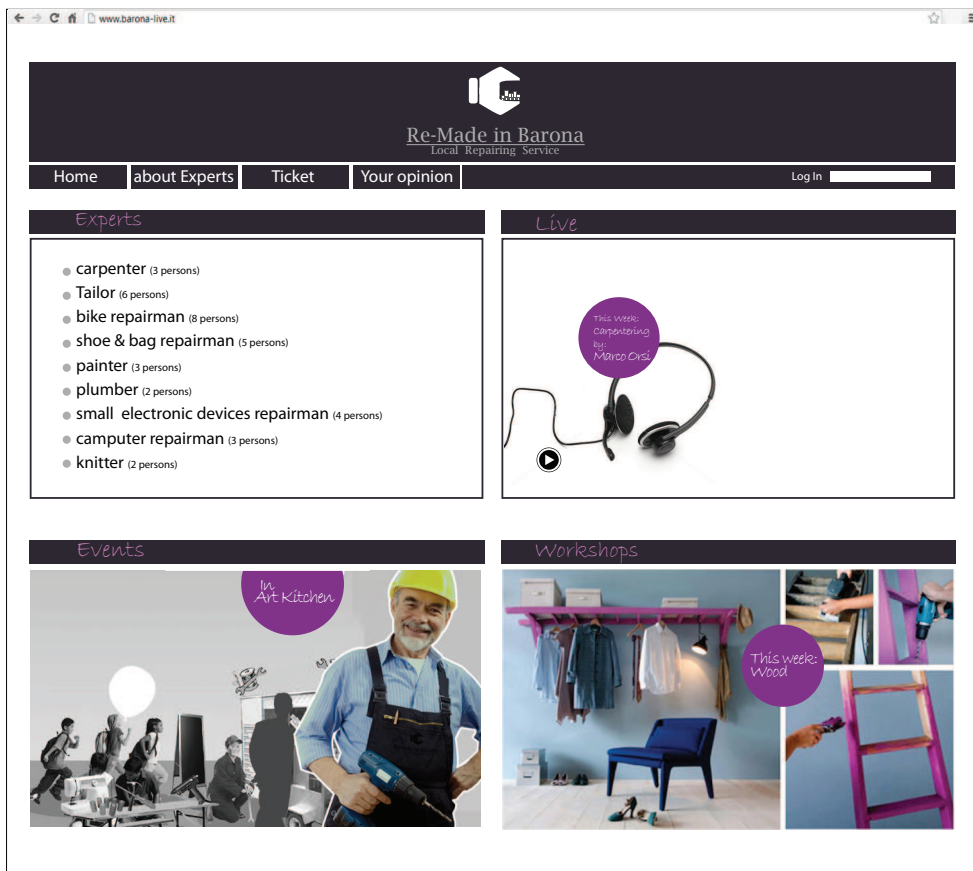 www.barona-live.it
Re-Made in Barona
Local Repairing Service
Home about Experts Ticket Your opinion Log In
Experts
carpenter (3 persons)
Tailor (6 persons)
bike repairman (8 persons)
shoe & bag repairman (5 persons)
painter (3 persons)
plumber (2 persons)
small electronic devices repairman (4 persons)
camputer repairman (3 persons)
knitter (2 persons)
Live
This Week:
Carpentering
by:
Marco Orsi
Events
In
Art Kitchen
Workshops
This week:
Wood